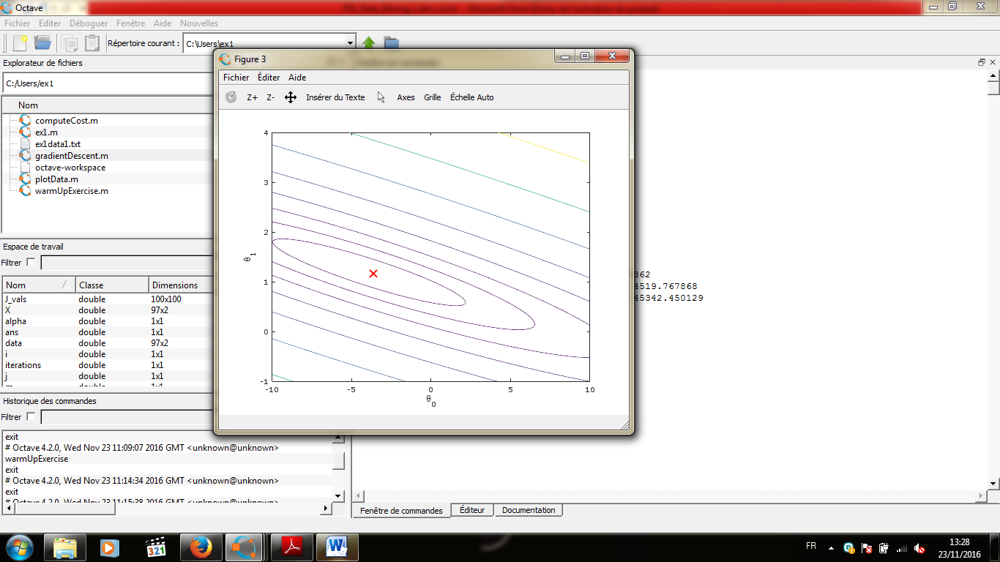 Octave
Fichier Editer Déboguer Fenêtre Aide Nouvelles
Répertoire courant : C:\Users\ex1
Explorateur de fichiers
C:/Users/ex1
Nom
computeCost.m
ex1.m
ex1data1.txt
gradientDescent.m
octave-workspace
plotData.m
warmUpExercise.m
Espace de travail
Filtrer
Nom Classe Dimensions
J_vals double 100x100
X double 97x2
alpha double 1x1
ans double 1x1
data double 97x2
i double 1x1
iterations double 1x1
j double 1x1
Historique des commandes
Filtrer
exit
# Octave 4.2.0, Wed Nov 23 11:09:07 2016 GMT <unknown@unknown>
warmUpExercise
exit
# Octave 4.2.0, Wed Nov 23 11:14:34 2016 GMT <unknown@unknown>
exit
# Octave 4.2.0, Wed Nov 23 11:15:38 2016 GMT <unknown@unknown>
Figure 3
Fichier Éditer Aide
Z+ Z- Insérer du Texte Axes Grille Échelle Auto
4
3
2
1
0
-1
θ1
-10 -5 0 5 10
θ0
362
4519.767868
45342.450129
Fenêtre de commandes Éditeur Documentation
321
FR
13:28
23/11/2016